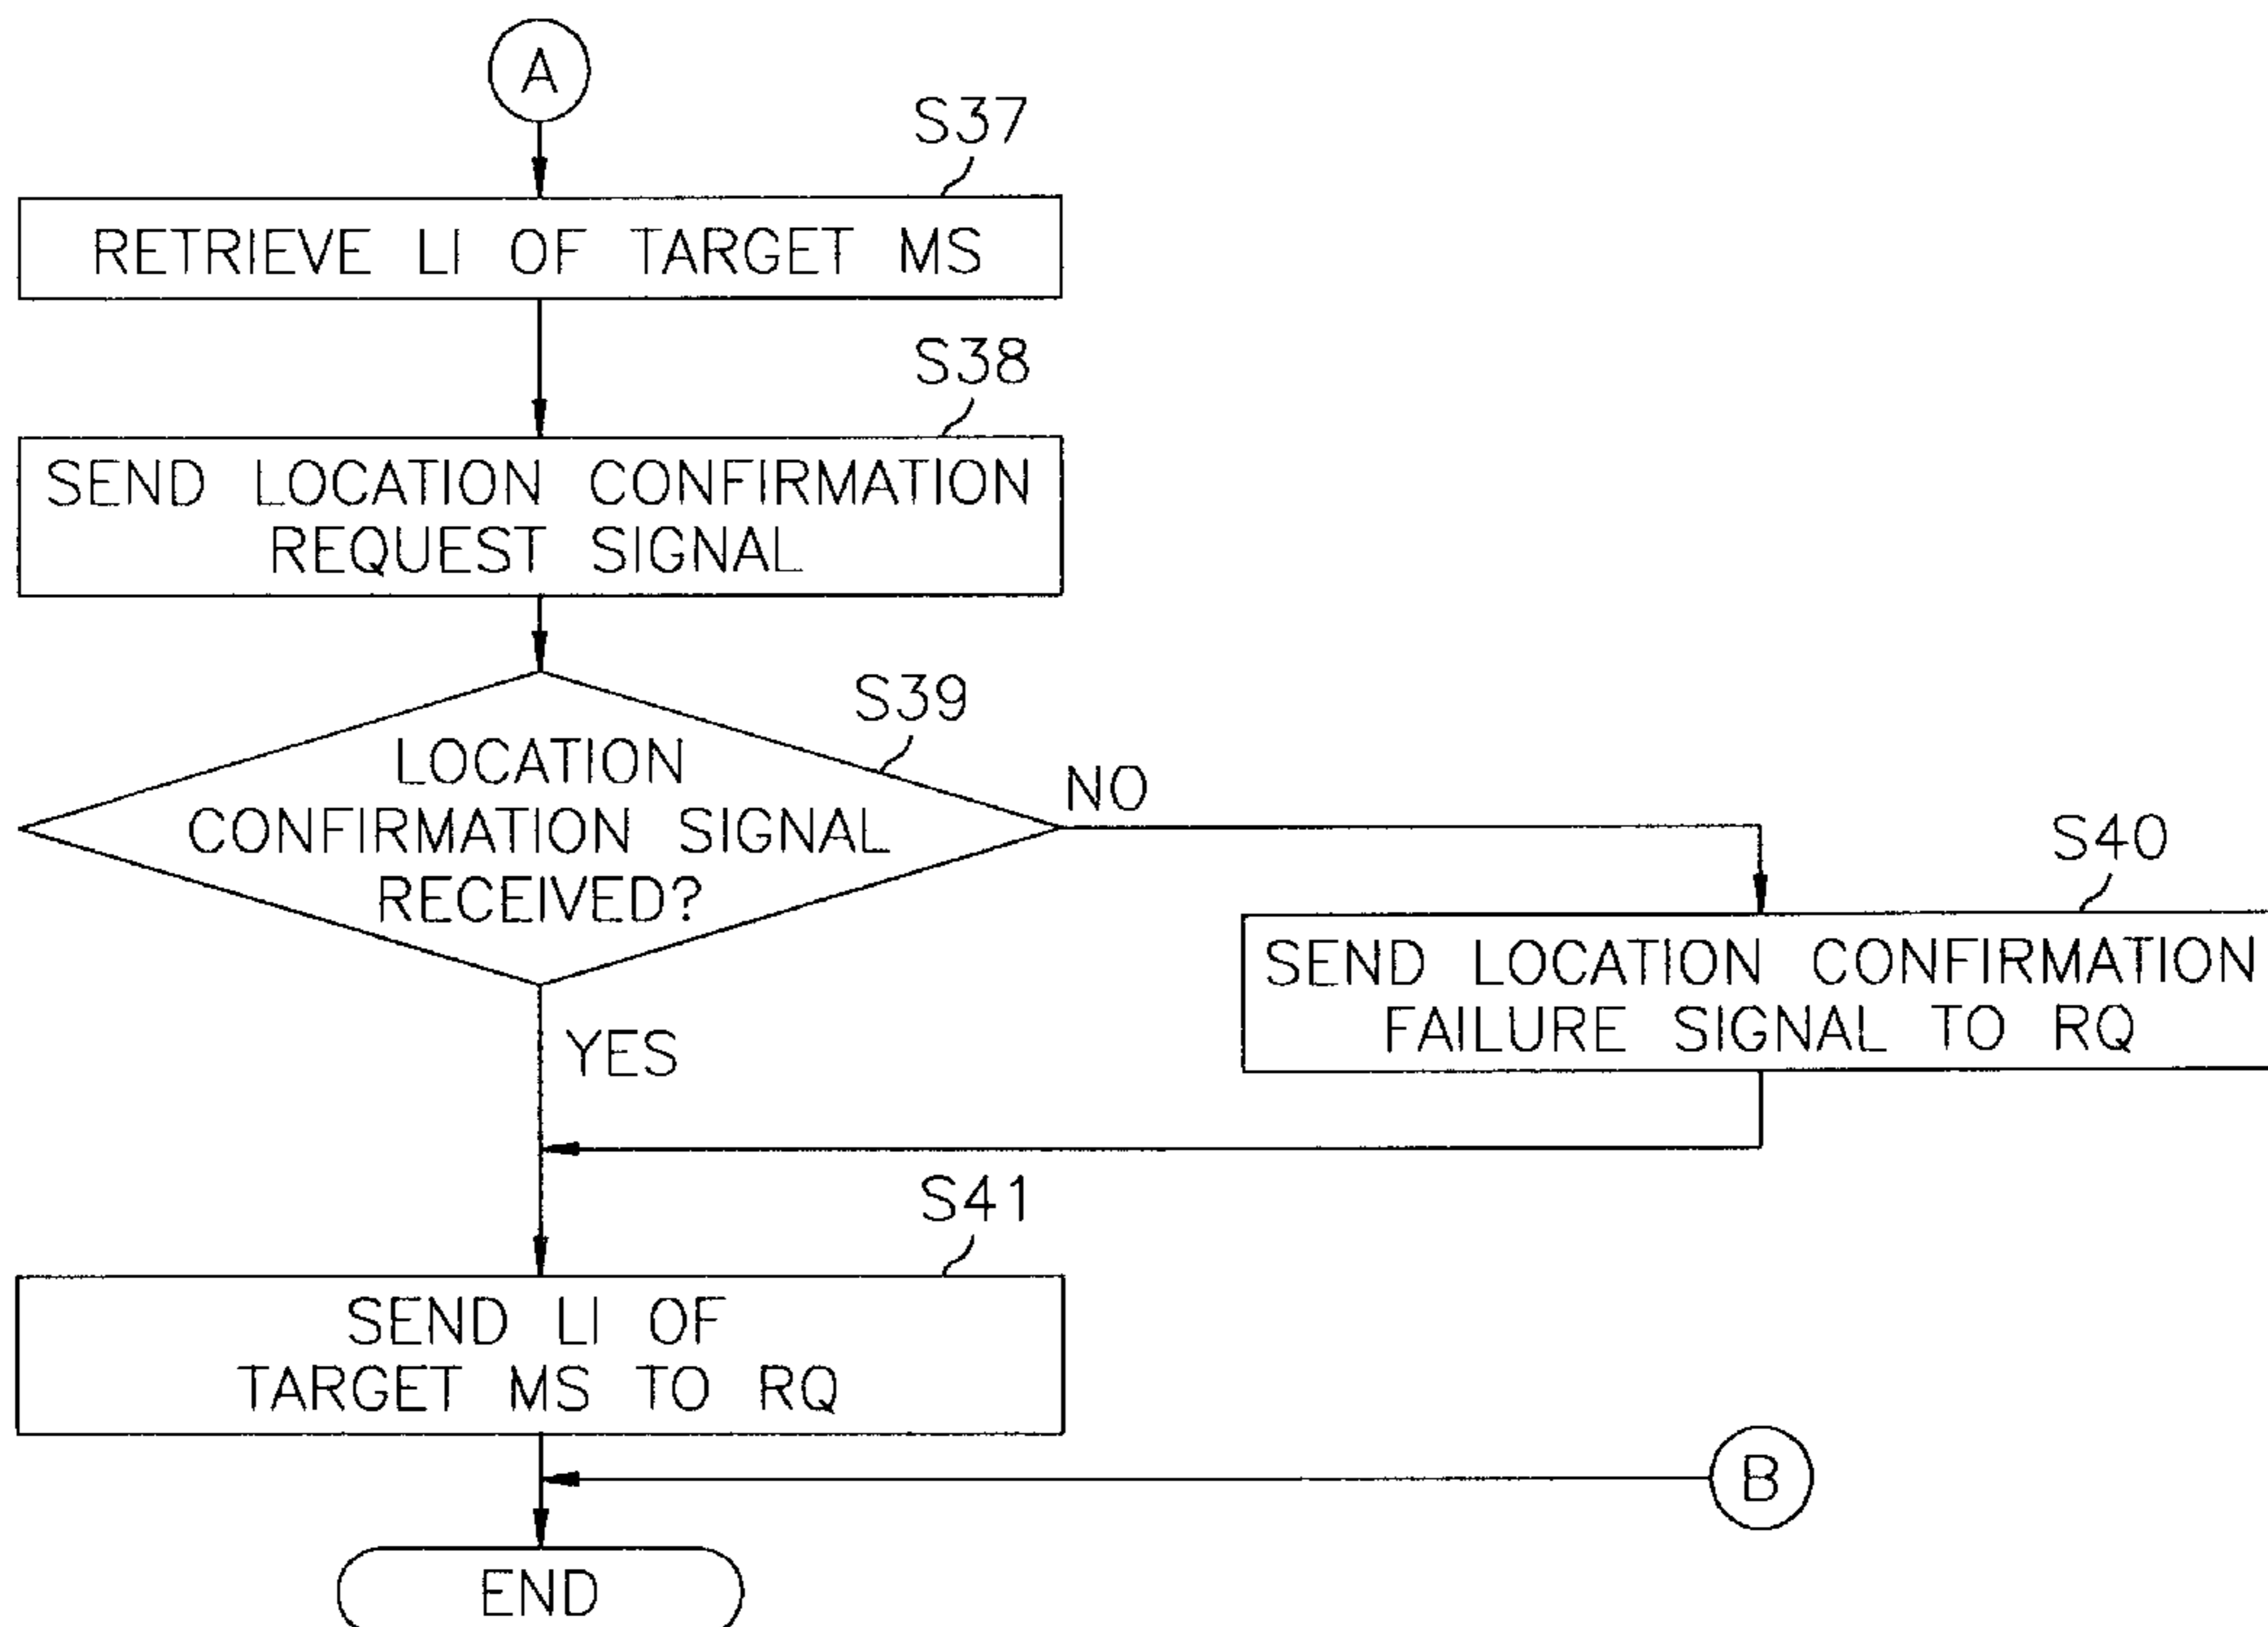 A
S37
RETRIEVE LI OF TARGET MS
S38
SEND LOCATION CONFIRMATION
REQUEST SIGNAL
S39
LOCATION
CONFIRMATION SIGNAL
RECEIVED?
NO
S40
SEND LOCATION CONFIRMATION
FAILURE SIGNAL TO RQ
YES
S41
SEND LI OF
TARGET MS TO RQ
B
END